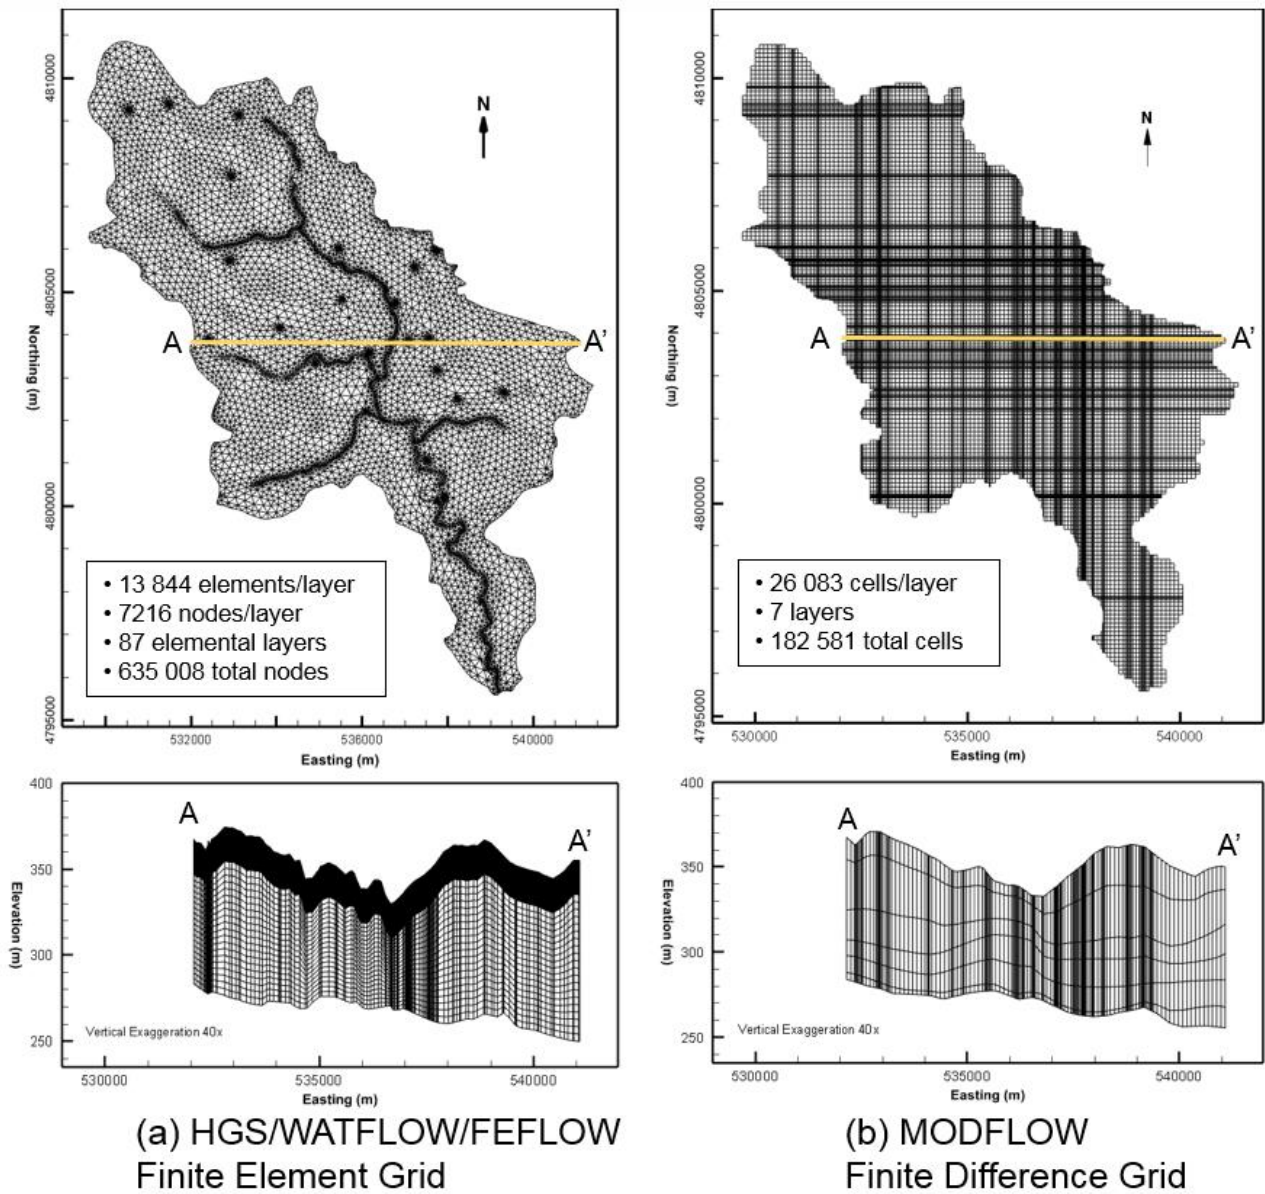 4810000
4805000
4800000
4795000
Northing (m)
N
A
A’
• 13 844 elements/layer
• 7216 nodes/layer
• 87 elemental layers
• 635 008 total nodes
532000
536000
540000
Easting (m)
4810000
4805000
4800000
4795000
Northing (m)
N
A
A’
• 26 083 cells/layer
• 7 layers
• 182 581 total cells
530000
535000
540000
Easting (m)
400
350
300
250
Elevation (m)
A
A’
Vertical Exaggeration 40x
530000
535000
540000
Easting (m)
400
350
300
250
Elevation (m)
A
A’
Vertical Exaggeration 40x
530000
535000
540000
Easting (m)
(a) HGS/WATFLOW/FEFLOW
Finite Element Grid
(b) MODFLOW
Finite Difference Grid